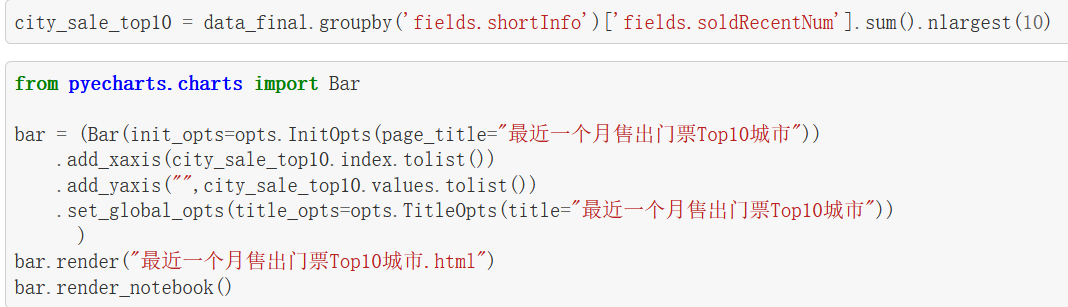 city_sale_top10 = data_final.groupby('fields.shortInfo')['fields.soldRecentNum'].sum().nlargest(10)
from pyecharts.charts import Bar
bar = (Bar(init_opts=opts.InitOpts(page_title="最近一个月售出门票Top10城市"))
    .add_xaxis(city_sale_top10.index.tolist())
    .add_yaxis("",city_sale_top10.values.tolist())
    .set_global_opts(title_opts=opts.TitleOpts(title="最近一个月售出门票Top10城市"))
      )
bar.render("最近一个月售出门票Top10城市.html")
bar.render_notebook()